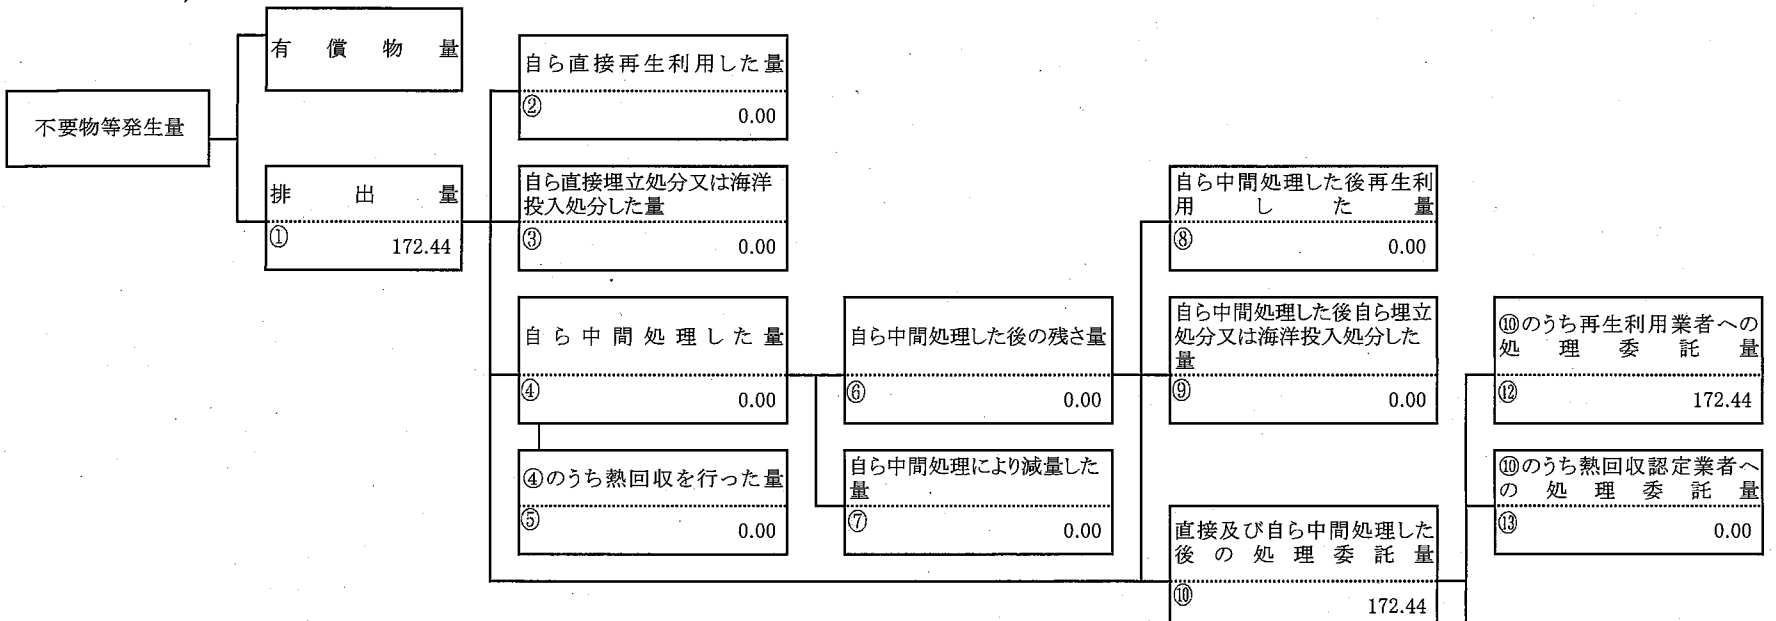 有償物量
不要物等発生量
排出量
① 172.44
自ら直接再生利用した量
② 0.00
自ら直接埋立処分又は海洋
投入処分した量
③ 0.00
自ら中間処理した量
④ 0.00
④のうち熱回収を行った量
⑤ 0.00
自ら中間処理した後の残さ量
⑥ 0.00
自ら中間処理により減量した
量
⑦ 0.00
自ら中間処理した後再生利
用した量
⑧ 0.00
自ら中間処理した後自ら埋立
処分又は海洋投入処分した
量
⑨ 0.00
直接及び自ら中間処理した
後の処理委託量
⑩ 172.44
⑩のうち再生利用業者への
処理委託量
⑫ 172.44
⑩のうち熱回収認定業者へ
の処理委託量
⑬ 0.00